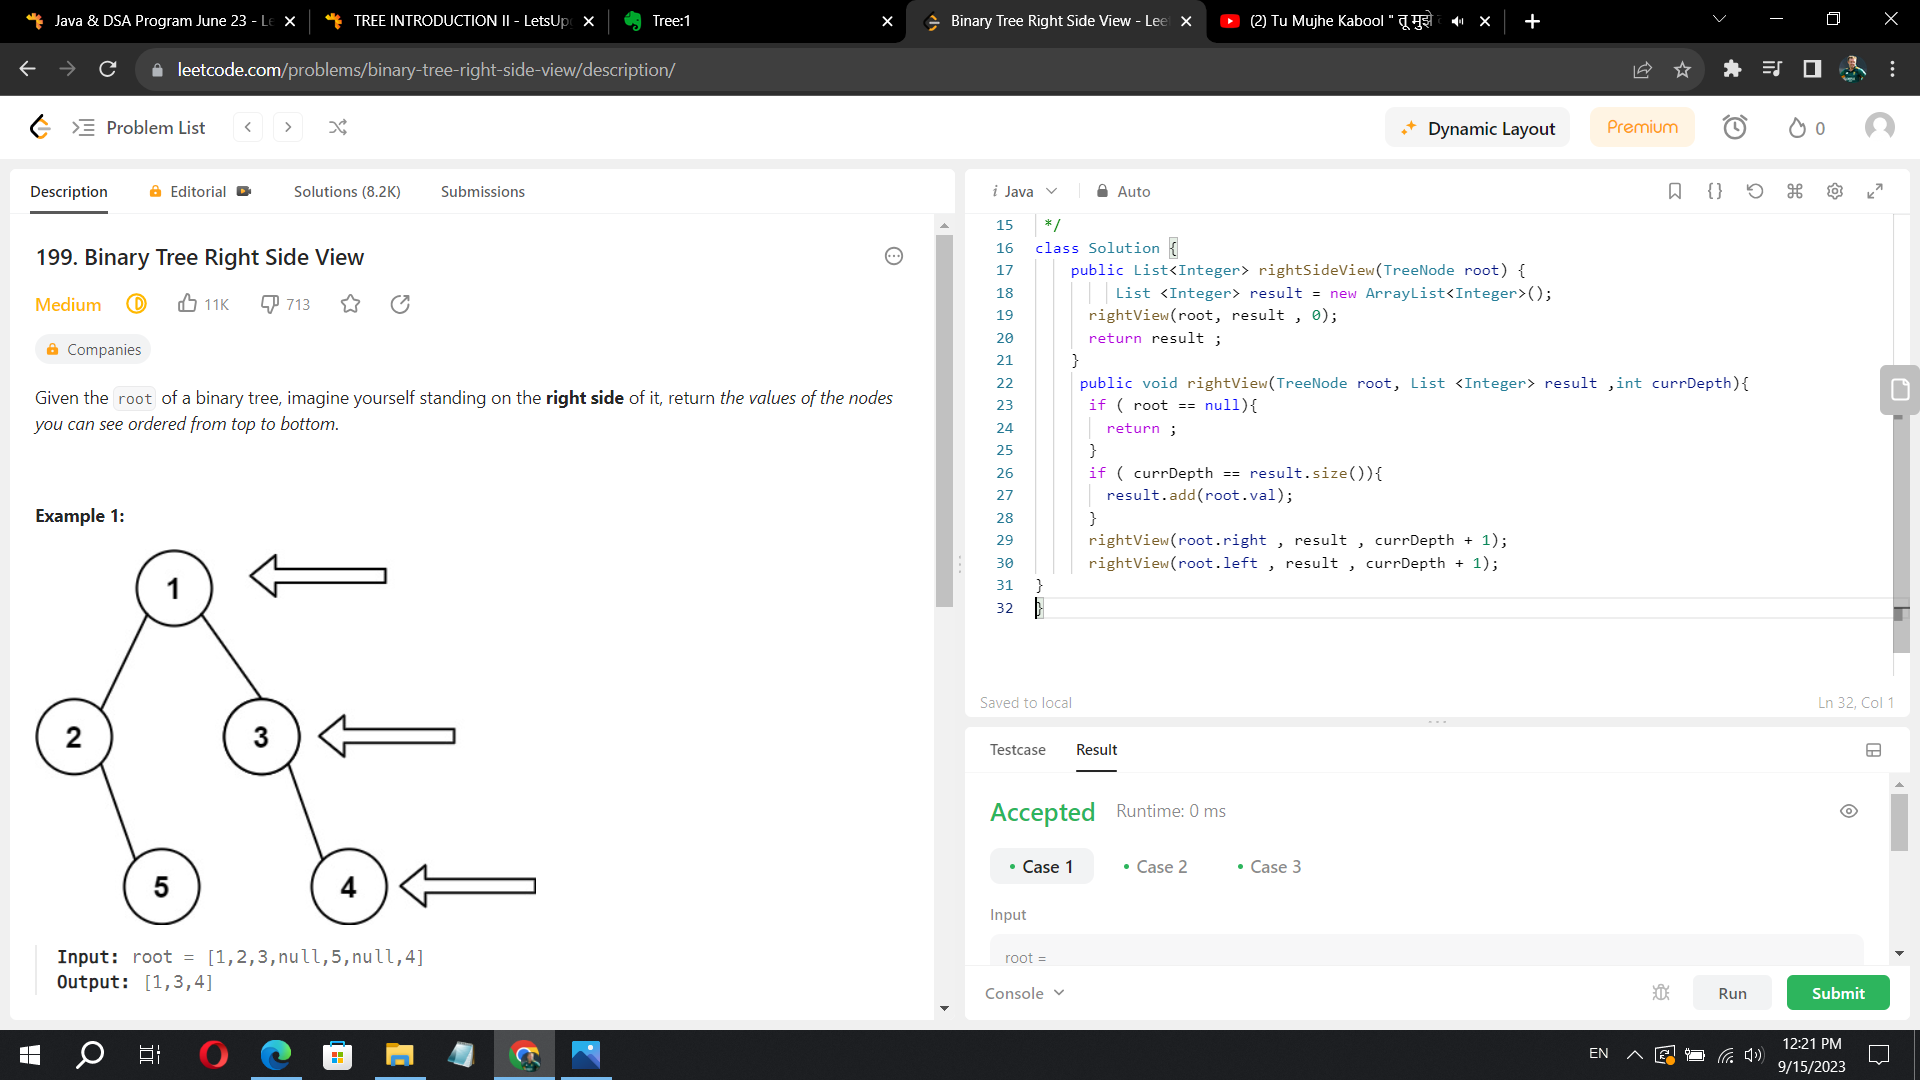 Java & DSA Program June 23 - Le
TREE INTRODUCTION II - LetsUp
Tree:1
Binary Tree Right Side View - Lee
(2) Tu Mujhe Kabool " तू मुझे
leetcode.com/problems/binary-tree-right-side-view/description/
Problem List
Dynamic Layout
Premium
0
Description
Editorial
Solutions (8.2K)
Submissions
199. Binary Tree Right Side View
Medium
11K
713
Companies
Given the root of a binary tree, imagine yourself standing on the right side of it, return the values of the nodes
you can see ordered from top to bottom.
Example 1:
1
2
3
5
4
Input: root = [1,2,3,null,5,null,4]
Output: [1,3,4]
i Java
Auto
15 */
16 class Solution {
17 public List<Integer> rightSideView(TreeNode root) {
18 List <Integer> result = new ArrayList<Integer>();
19 rightView(root, result , 0);
20 return result ;
21 }
22 public void rightView(TreeNode root, List <Integer> result ,int currDepth){
23 if ( root == null){
24 return ;
25 }
26 if ( currDepth == result.size()){
27 result.add(root.val);
28 }
29 rightView(root.right , result , currDepth + 1);
30 rightView(root.left , result , currDepth + 1);
31 }
32 }
Saved to local
Ln 32, Col 1
Testcase
Result
Accepted
Runtime: 0 ms
Case 1
Case 2
Case 3
Input
root =
Console
Run
Submit
EN
12:21 PM
9/15/2023